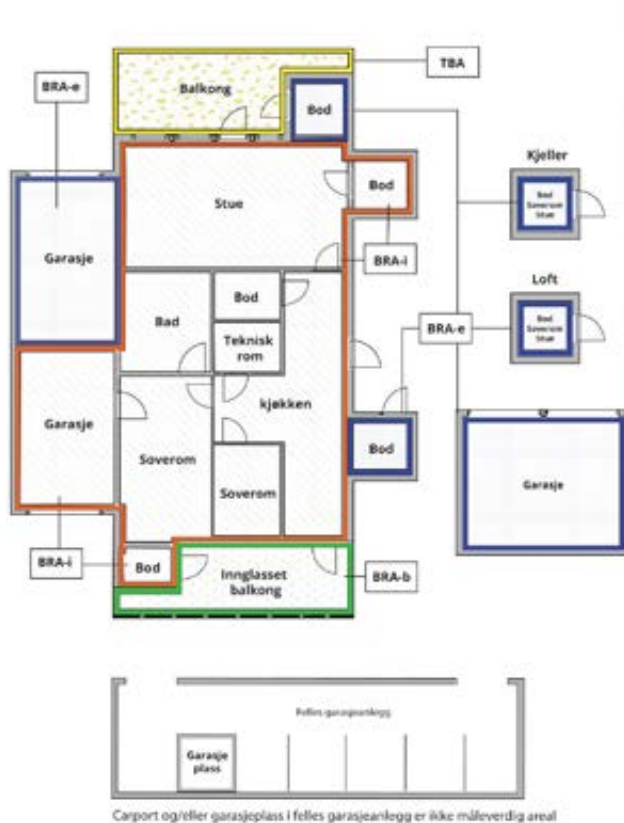 TBA
BRA-e
Balkong
Bod
Kjeller
Bod
Soverom
Stue
Bod
Stue
Garasje
BRA-i
Loft
Bod
Bad
Bod
Soverom
Stue
BRA-e
Teknisk
rom
kjøkken
Garasje
Bod
Soverom
Soverom
Garasje
BRA-i
Bod
Innglasset
balkong
BRA-b
Felles garasjeanlegg
Garasje
plass
Carport og/eller garasjeplass i felles garasjeanlegg er ikke måleverdig areal